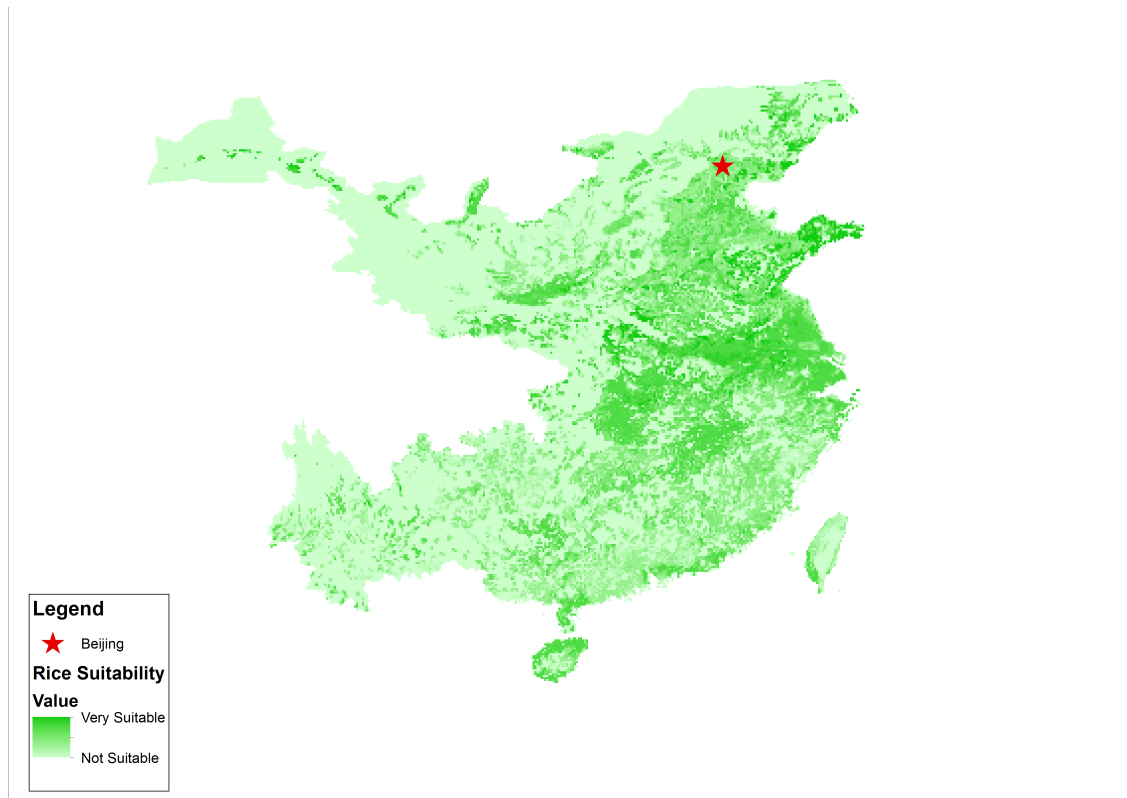 Legend
Beijing
Rice Suitability
Value
Very Suitable
Not Suitable